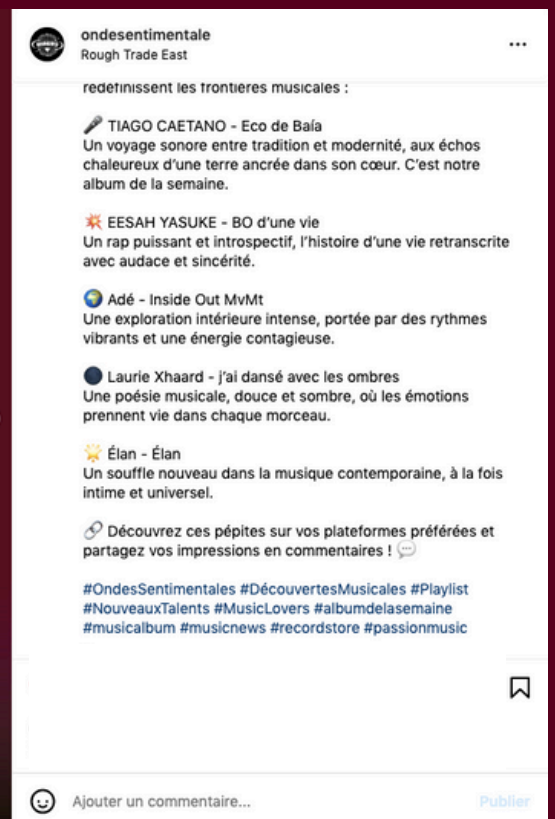 ondesentimentale
Rough Trade East
redéfinissent les frontières musicales :
🎤 TIAGO CAETANO - Eco de Baía
Un voyage sonore entre tradition et modernité, aux échos
chaleureux d’une terre ancrée dans son cœur. C’est notre
album de la semaine.
💥 EESAH YASUKE - BO d’une vie
Un rap puissant et introspectif, l’histoire d’une vie retranscrite
avec audace et sincérité.
🌍 Adé - Inside Out MvMt
Une exploration intérieure intense, portée par des rythmes
vibrants et une énergie contagieuse.
🌑 Laurie Xhaard - j’ai dansé avec les ombres
Une poésie musicale, douce et sombre, où les émotions
prennent vie dans chaque morceau.
🌟 Élan - Élan
Un souffle nouveau dans la musique contemporaine, à la fois
intime et universel.
🔗 Découvrez ces pépites sur vos plateformes préférées et
partagez vos impressions en commentaires ! 💬
#OndesSentimentales #DécouvertesMusicales #Playlist
#NouveauxTalents #MusicLovers #albumdelasemaine
#musicalbum #musicnews #recordstore #passionmusic
Ajouter un commentaire...
Publier